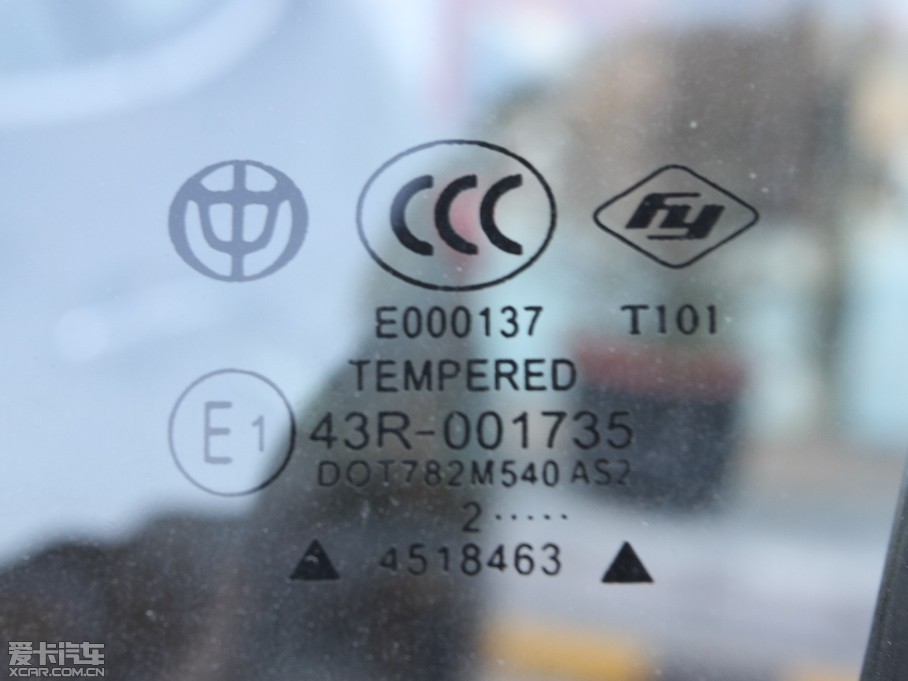 CCC
fy
E000137
T101
TEMPERED
E1
43R-001735
DOT782M540 AS2
2·····
4518463
爱卡汽车
XCAR.COM.CN